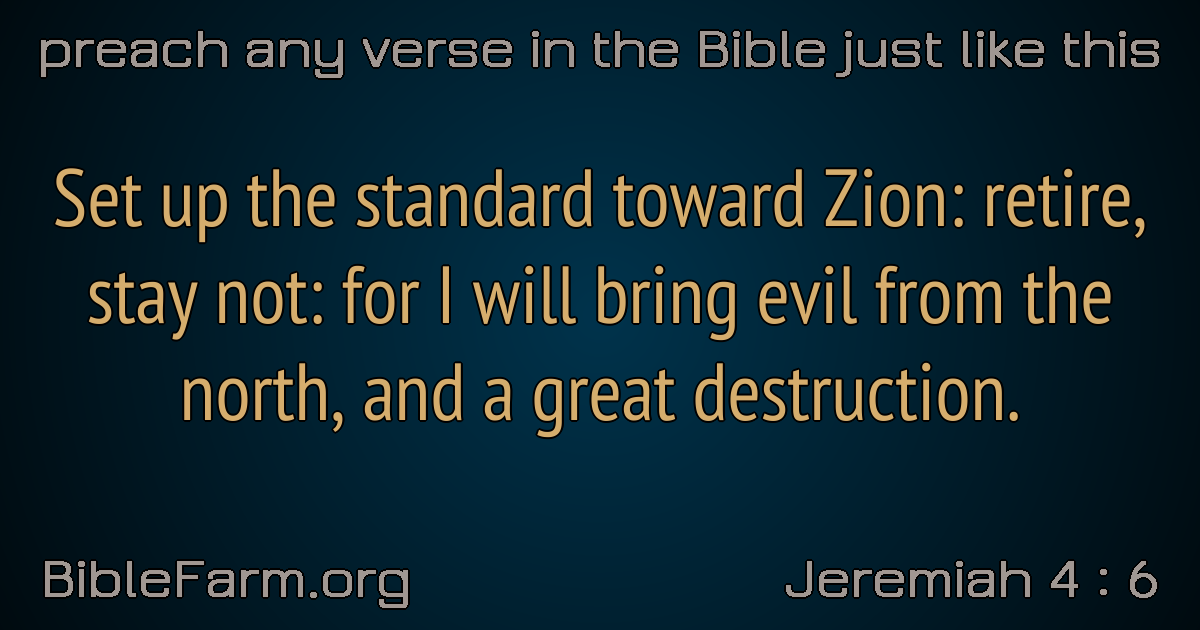 preach any verse in the Bible just like this
Set up the standard toward Zion: retire,
stay not: for I will bring evil from the
north, and a great destruction.
BibleFarm.org
Jeremiah 4 : 6